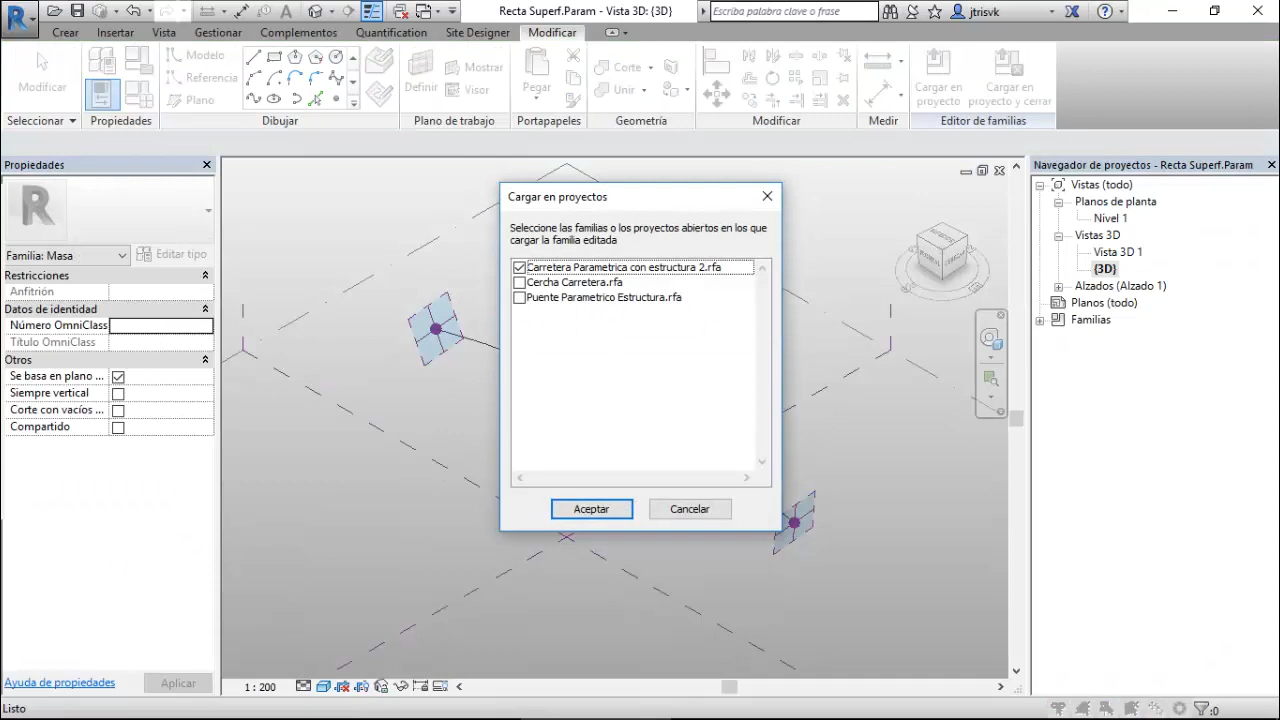 Recta Superf.Param - Vista 3D: {3D}
Escriba palabra clave o frase
jtrisvk
Crear Insertar Vista Gestionar Complementos Quantification Site Designer Modificar
Modificar
Seleccionar
Propiedades
Modelo
Referencia
Plano
Dibujar
Definir
Mostrar
Visor
Plano de trabajo
Pegar
Portapapeles
Corte
Unir
Geometría
Modificar
Medir
Cargar en
proyecto
Cargar en
proyecto y cerrar
Editor de familias
Propiedades
Familia: Masa
Editar tipo
Restricciones
Anfitrión
Datos de identidad
Número OmniClass
Título OmniClass
Otros
Se basa en plano ...
Siempre vertical
Corte con vacíos ...
Compartido
Ayuda de propiedades
Aplicar
Cargar en proyectos
Seleccione las familias o los proyectos abiertos en los que
cargar la familia editada
Carretera Parametrica con estructura 2.rfa
Cercha Carretera.rfa
Puente Parametrico Estructura.rfa
Aceptar
Cancelar
1 : 200
Navegador de proyectos - Recta Superf.Param
Vistas (todo)
Planos de planta
Nivel 1
Vistas 3D
Vista 3D 1
{3D}
Alzados (Alzado 1)
Planos (todo)
Familias
Listo
:0